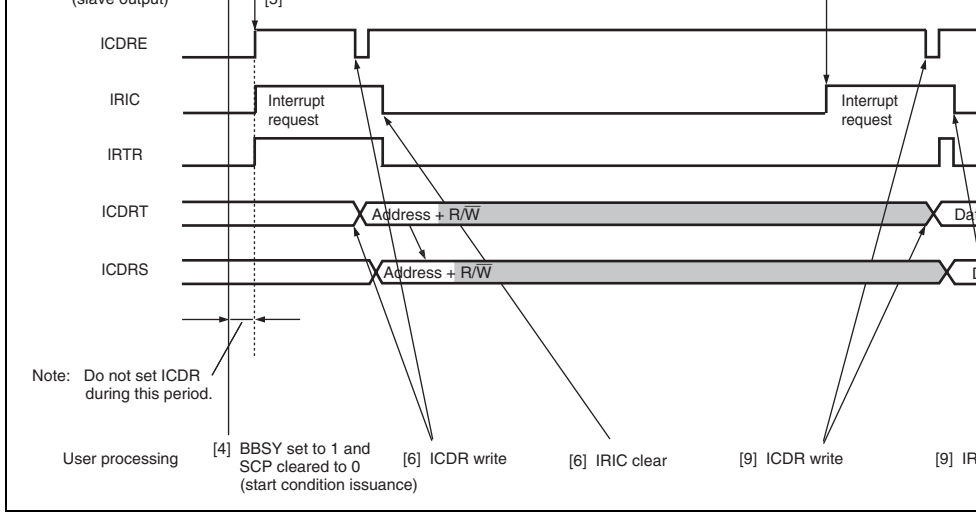 (slave output)
[5]
ICDRE
IRIC
Interrupt
request
Interrupt
request
IRTR
ICDRT
Address + R/W
ICDRS
Address + R/W
Note: Do not set ICDR
during this period.
User processing
[4] BBSY set to 1 and
SCP cleared to 0
(start condition issuance)
[6] ICDR write
[6] IRIC clear
[9] ICDR write
[9]